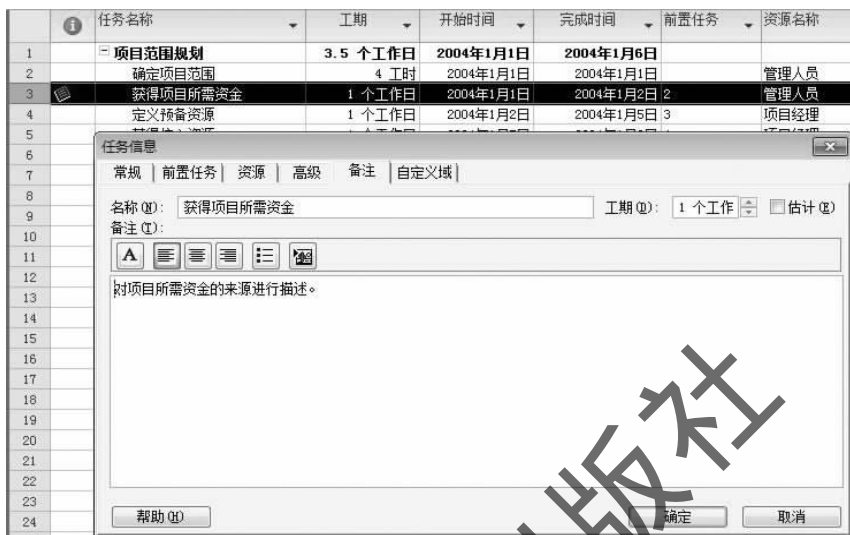 任务名称 工期 开始时间 完成时间 前置任务 资源名称
1 项目范围规划 3.5 个工作日 2004年1月1日 2004年1月6日
2 确定项目范围 4 工时 2004年1月1日 2004年1月1日 管理人员
3 获得项目所需资金 1 个工作日 2004年1月1日 2004年1月2日 2 管理人员
4 定义预备资源 1 个工作日 2004年1月2日 2004年1月5日 3 项目经理
5
6 任务信息
7 常规 前置任务 资源 高级 备注 自定义域
8
9 名称(N): 获得项目所需资金 工期(D): 1 个工作 估计(E)
10 备注(T):
11 A
12
13 对项目所需资金的来源进行描述。
14
15
16
17
18
19
20
21
22
23
24 帮助(H) 确定 取消
版社